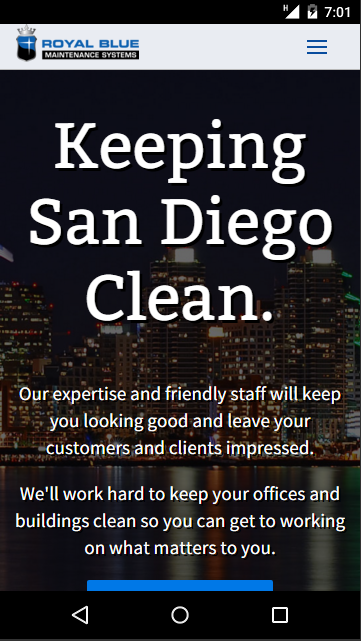 H 7:01
ROYAL BLUE
MAINTENANCE SYSTEMS
Keeping
San Diego
Clean.
Our expertise and friendly staff will keep
you looking good and leave your
customers and clients impressed.
We'll work hard to keep your offices and
buildings clean so you can get to working
on what matters to you.